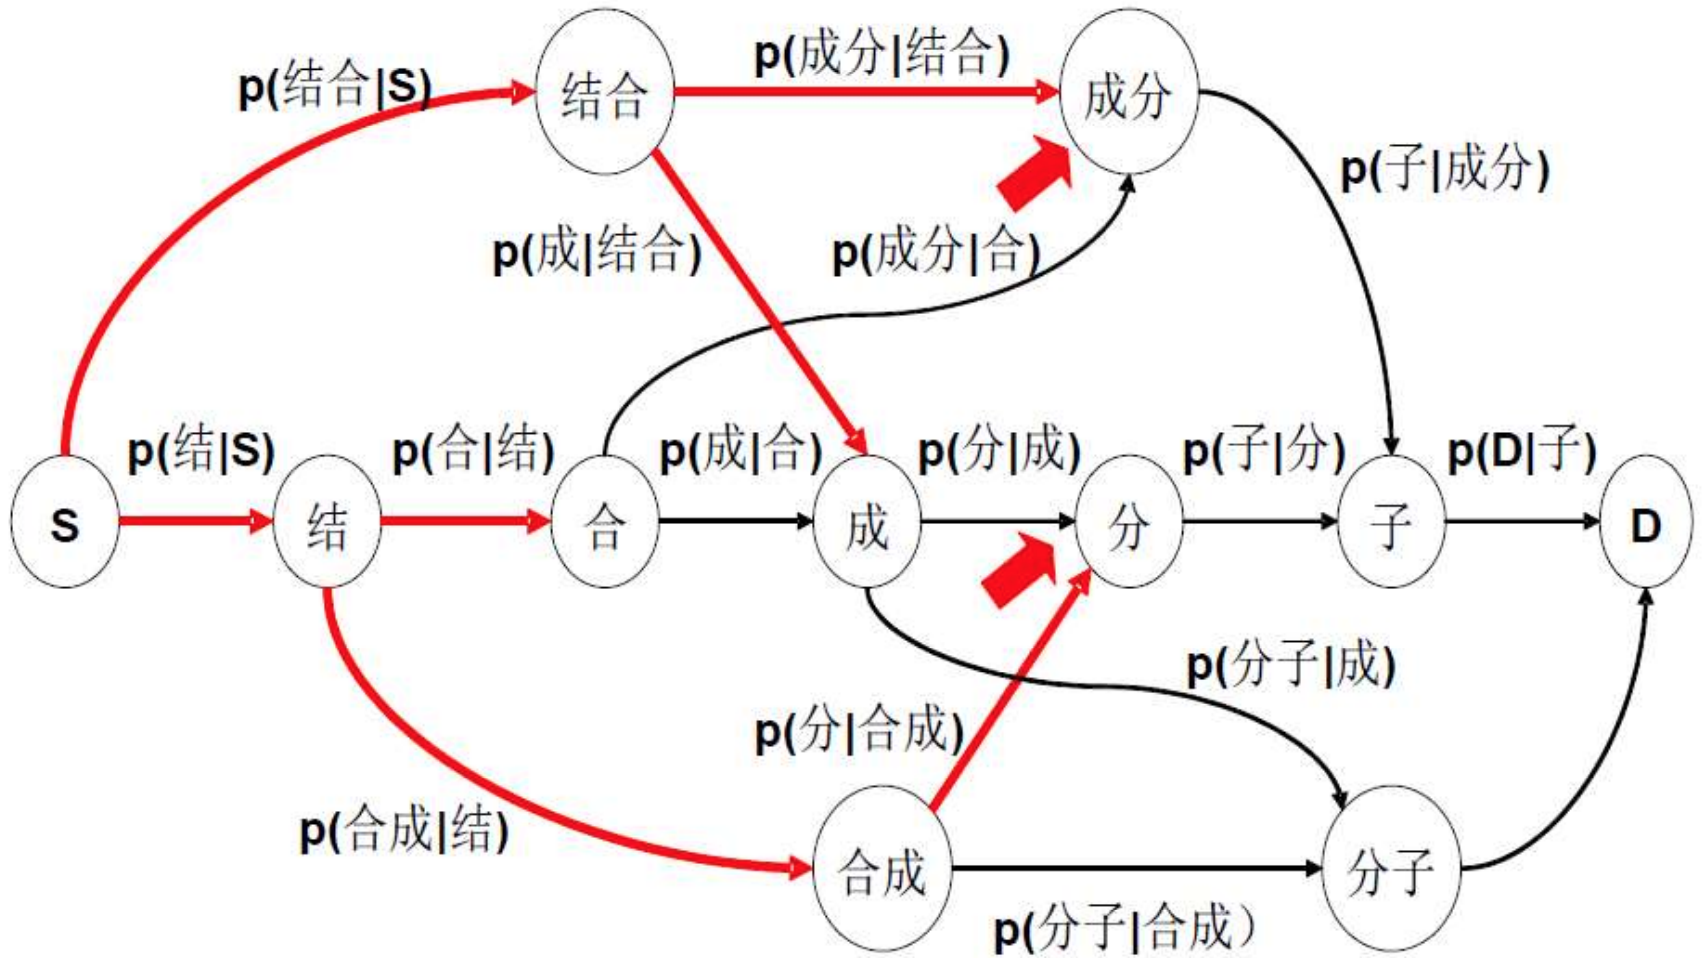 p(结合|S)
结合
p(成分|结合)
成分
p(子|成分)
p(成|结合)
p(成分|合)
p(结|S)
p(合|结)
p(成|合)
p(分|成)
p(子|分)
p(D|子)
S
结
合
成
分
子
D
p(分子|成)
p(分|合成)
p(合成|结)
合成
分子
p(分子|合成）